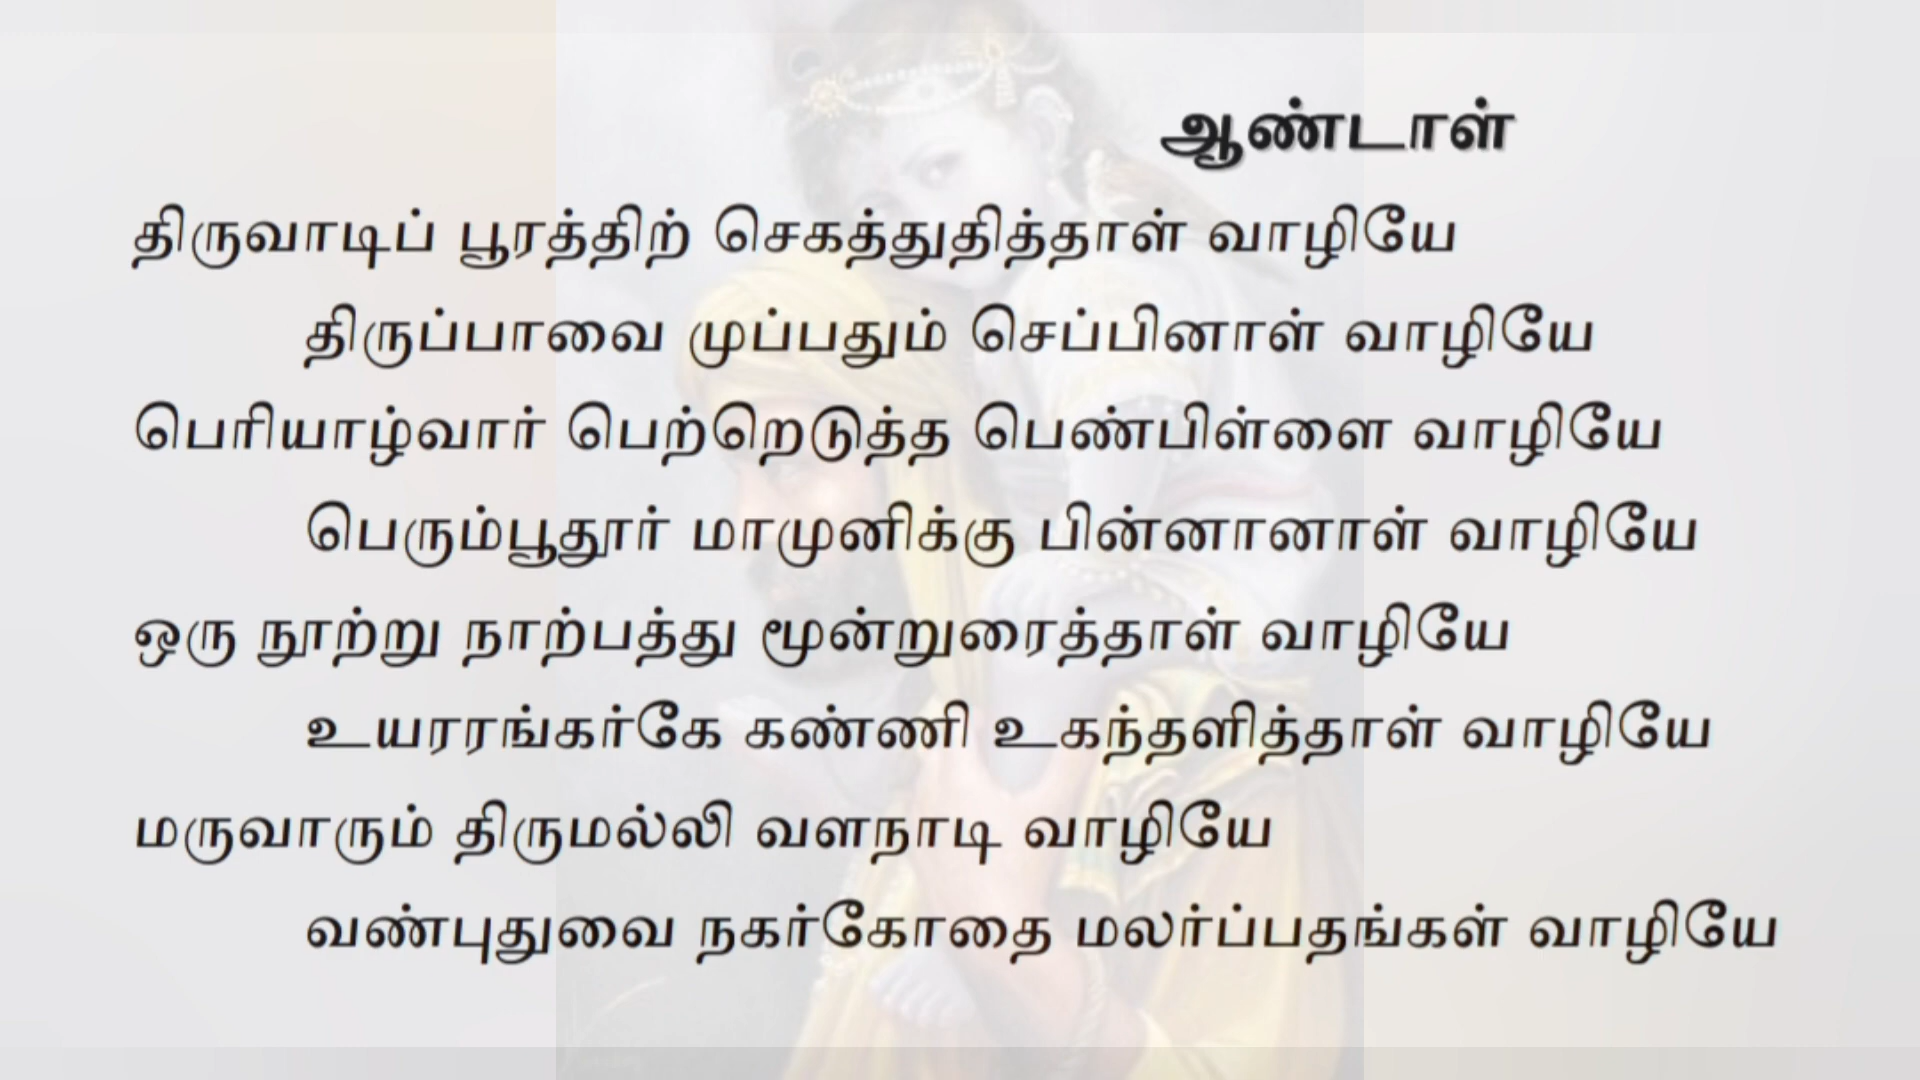 ஆண்டாள்
திருவாடிப் பூரத்திற் செகத்துதித்தாள் வாழியே
திருப்பாவை முப்பதும் செப்பினாள் வாழியே
பெரியாழ்வார் பெற்றெடுத்த பெண்பிள்ளை வாழியே
பெரும்பூதூர் மாமுனிக்கு பின்னானாள் வாழியே
ஒரு நூற்று நாற்பத்து மூன்றுரைத்தாள் வாழியே
உயரரங்கர்கே கண்ணி உகந்தளித்தாள் வாழியே
மருவாரும் திருமல்லி வளநாடி வாழியே
வண்புதுவை நகர்கோதை மலர்ப்பதங்கள் வாழியே